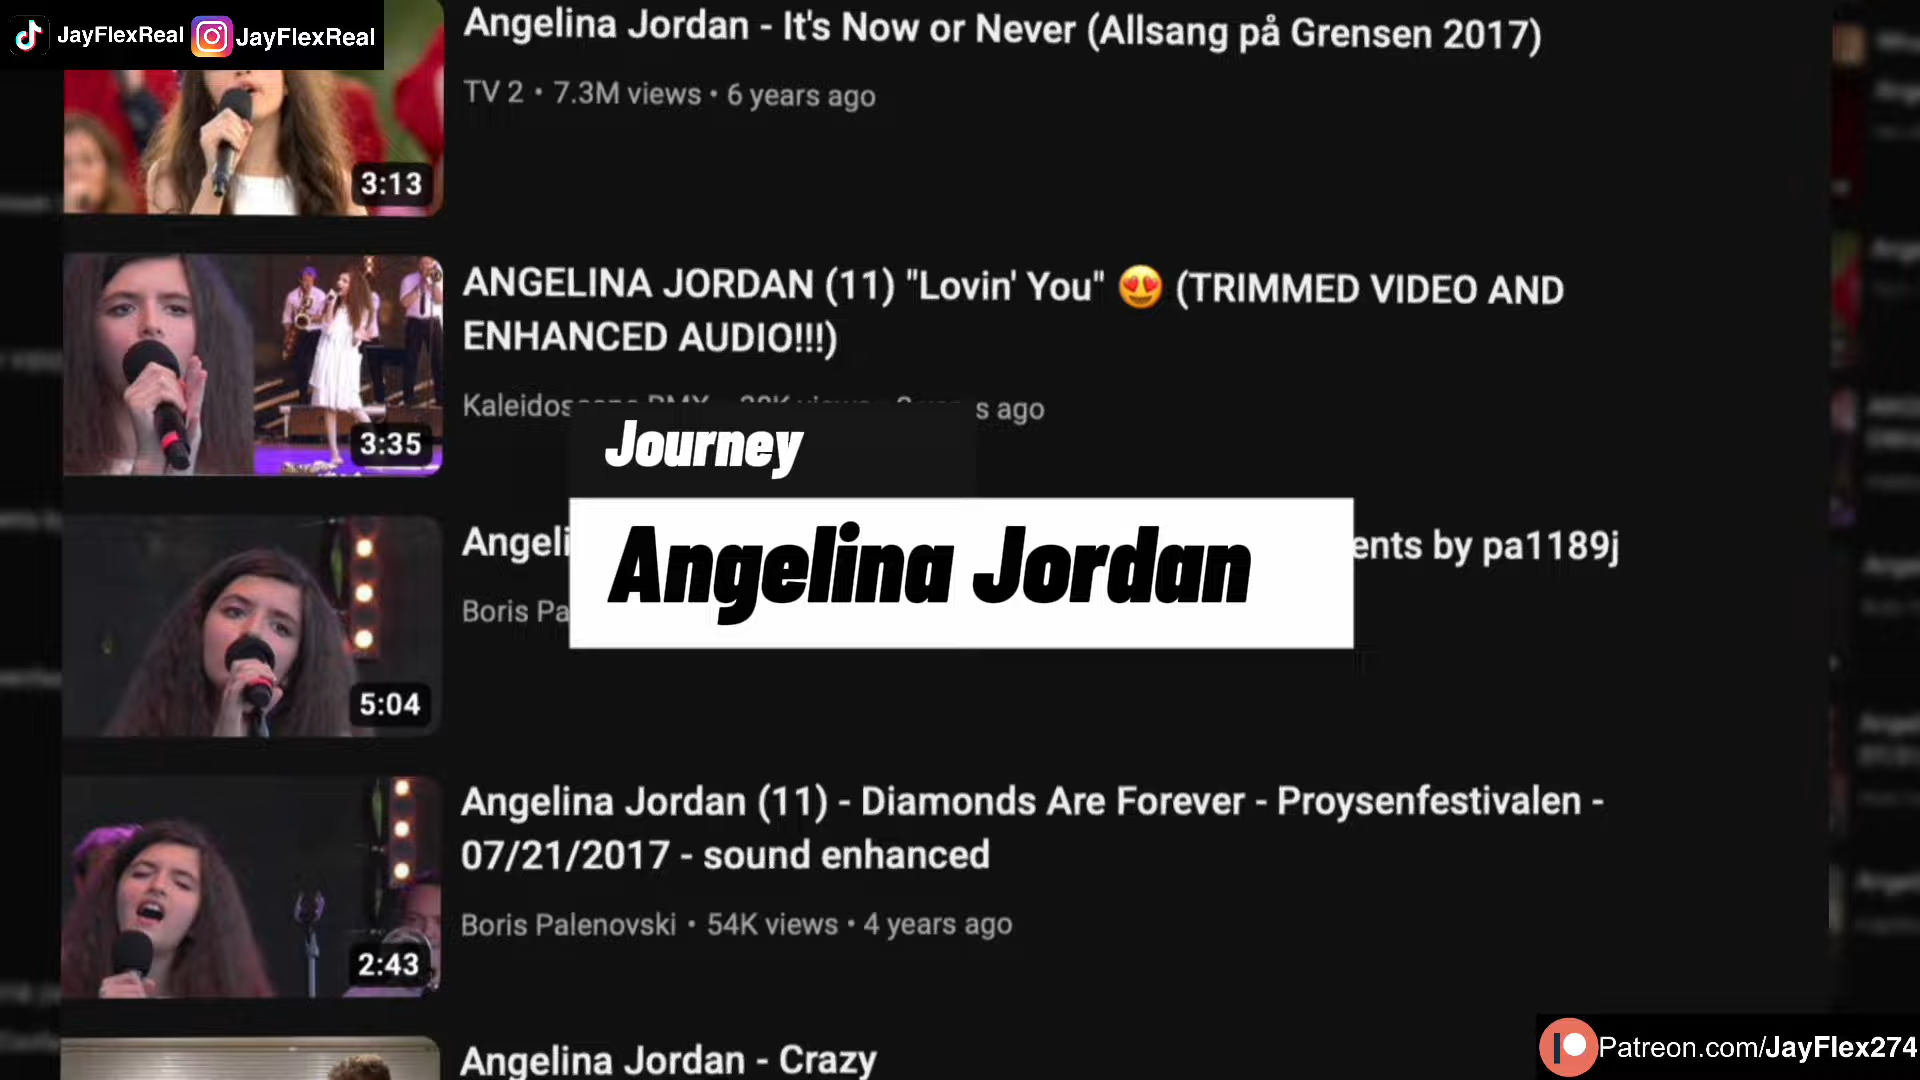 JayFlexReal JayFlexReal
Angelina Jordan - It's Now or Never (Allsang på Grensen 2017)
TV 2 • 7.3M views • 6 years ago
3:13
ANGELINA JORDAN (11) "Lovin' You" 😍 (TRIMMED VIDEO AND
ENHANCED AUDIO!!!)
s ago
3:35
Journey
Angelina Jordan
ents by pa1189j
Boris Pa
5:04
Angelina Jordan (11) - Diamonds Are Forever - Proysenfestivalen -
07/21/2017 - sound enhanced
Boris Palenovski • 54K views • 4 years ago
2:43
Angelina Jordan - Crazy
Patreon.com/JayFlex274